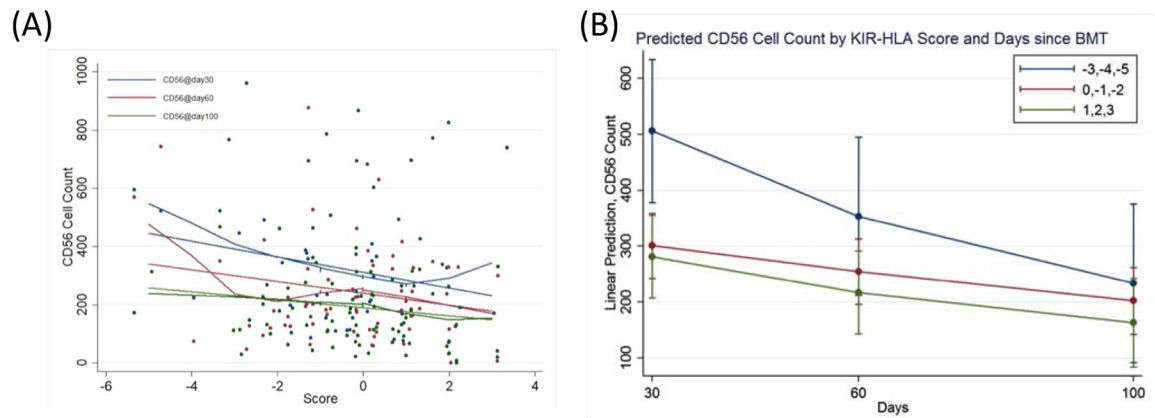 (A)
CD56 Cell Count
1000
800
600
400
200
0
CD56@day30
CD56@day60
CD56@day100
-6 -4 -2 0 2 4
Score
(B)
Predicted CD56 Cell Count by KIR-HLA Score and Days since BMT
Linear Prediction, CD56 Count
600
500
400
300
200
100
-3,-4,-5
0,-1,-2
1,2,3
30 60 100
Days